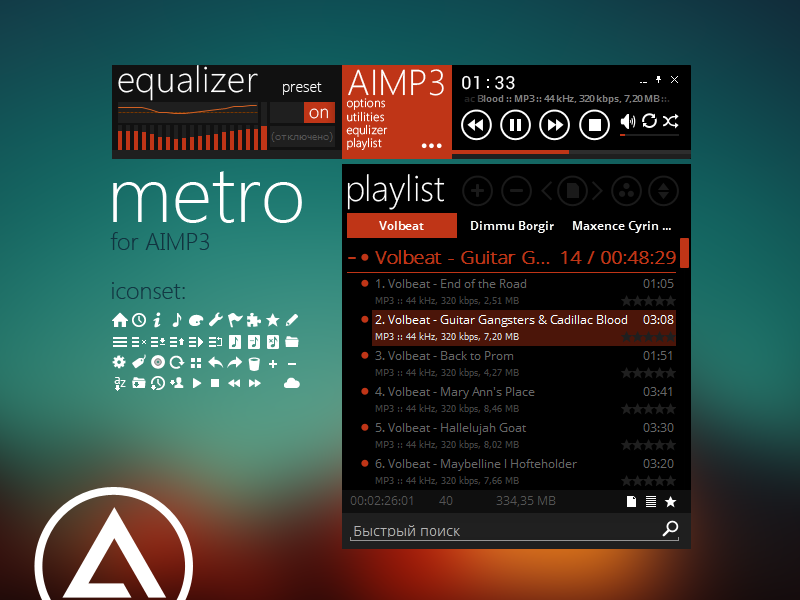 equalizer
preset
on
(отключено)
AIMP3
options
utilities
equlizer
playlist
01:33
ac Blood :: MP3 :: 44 kHz, 320 kbps, 7,20 MB ::.
metro
for AIMP3
iconset:
playlist
Volbeat
Dimmu Borgir
Maxence Cyrin ...
Volbeat - Guitar G... 14 / 00:48:29
1. Volbeat - End of the Road 01:05
MP3 :: 44 kHz, 320 kbps, 2,51 MB
2. Volbeat - Guitar Gangsters & Cadillac Blood 03:08
MP3 :: 44 kHz, 320 kbps, 7,20 MB
3. Volbeat - Back to Prom 01:51
MP3 :: 44 kHz, 320 kbps, 4,27 MB
4. Volbeat - Mary Ann's Place 03:41
MP3 :: 44 kHz, 320 kbps, 8,46 MB
5. Volbeat - Hallelujah Goat 03:30
MP3 :: 44 kHz, 320 kbps, 8,02 MB
6. Volbeat - Maybelline I Hofteholder 03:20
MP3 :: 44 kHz, 320 kbps, 7,66 MB
00:02:26:01 40 334,35 MB
Быстрый поиск